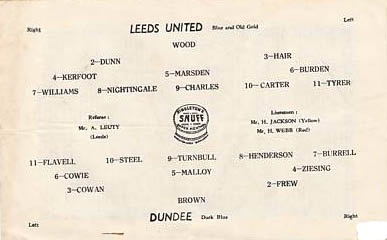 Right
LEEDS UNITED Blue and Old Gold
Left
WOOD
2–DUNN 3–HAIR
4–KERFOOT 5–MARSDEN 6–BURDEN
7–WILLIAMS 8–NIGHTINGALE 9–CHARLES 10–CARTER 11–TYRER
Referee:
Mr. A. LEUTY
(Leeds)
SINGLETON'S
SNUFF
Linesmen:
Mr. H. JACKSON (Yellow)
Mr. H. WEBB (Red)
11–FLAVELL 10–STEEL 9–TURNBULL 8–HENDERSON 7–BURRELL
6–COWIE 5–MALLOY 4–ZIESING
3–COWAN 2–FREW
BROWN
Left
DUNDEE Dark Blue
Right